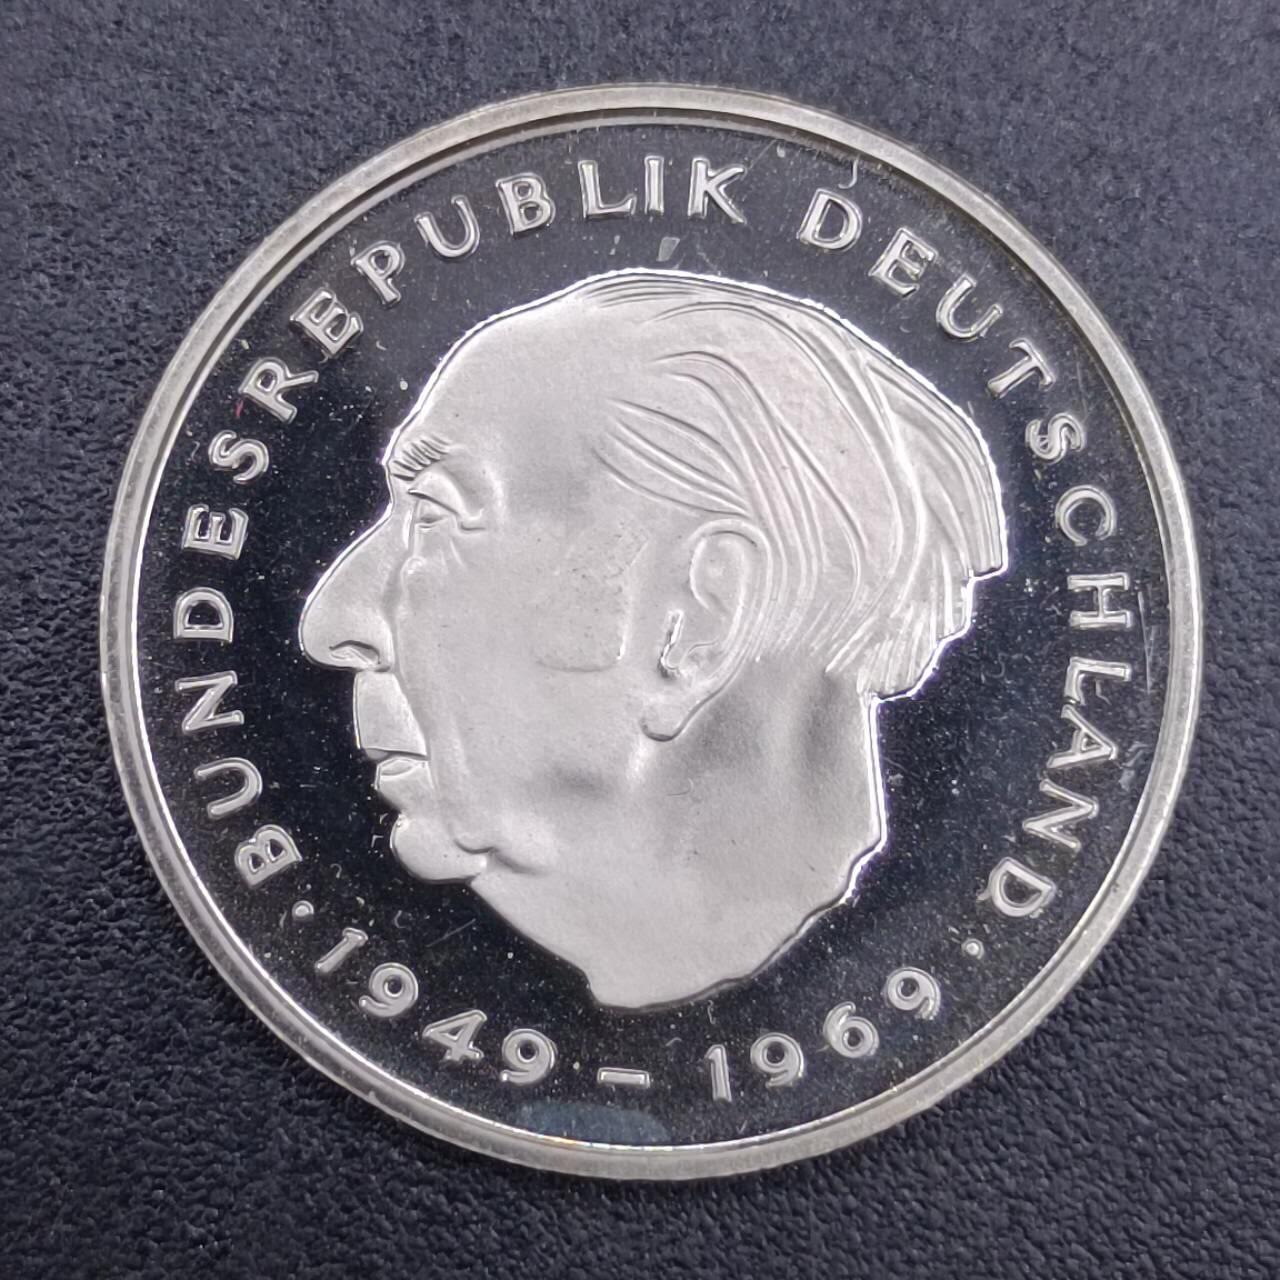 BUNDESREPUBLIK DEUTSCHLAND
· 1949 – 1969 ·